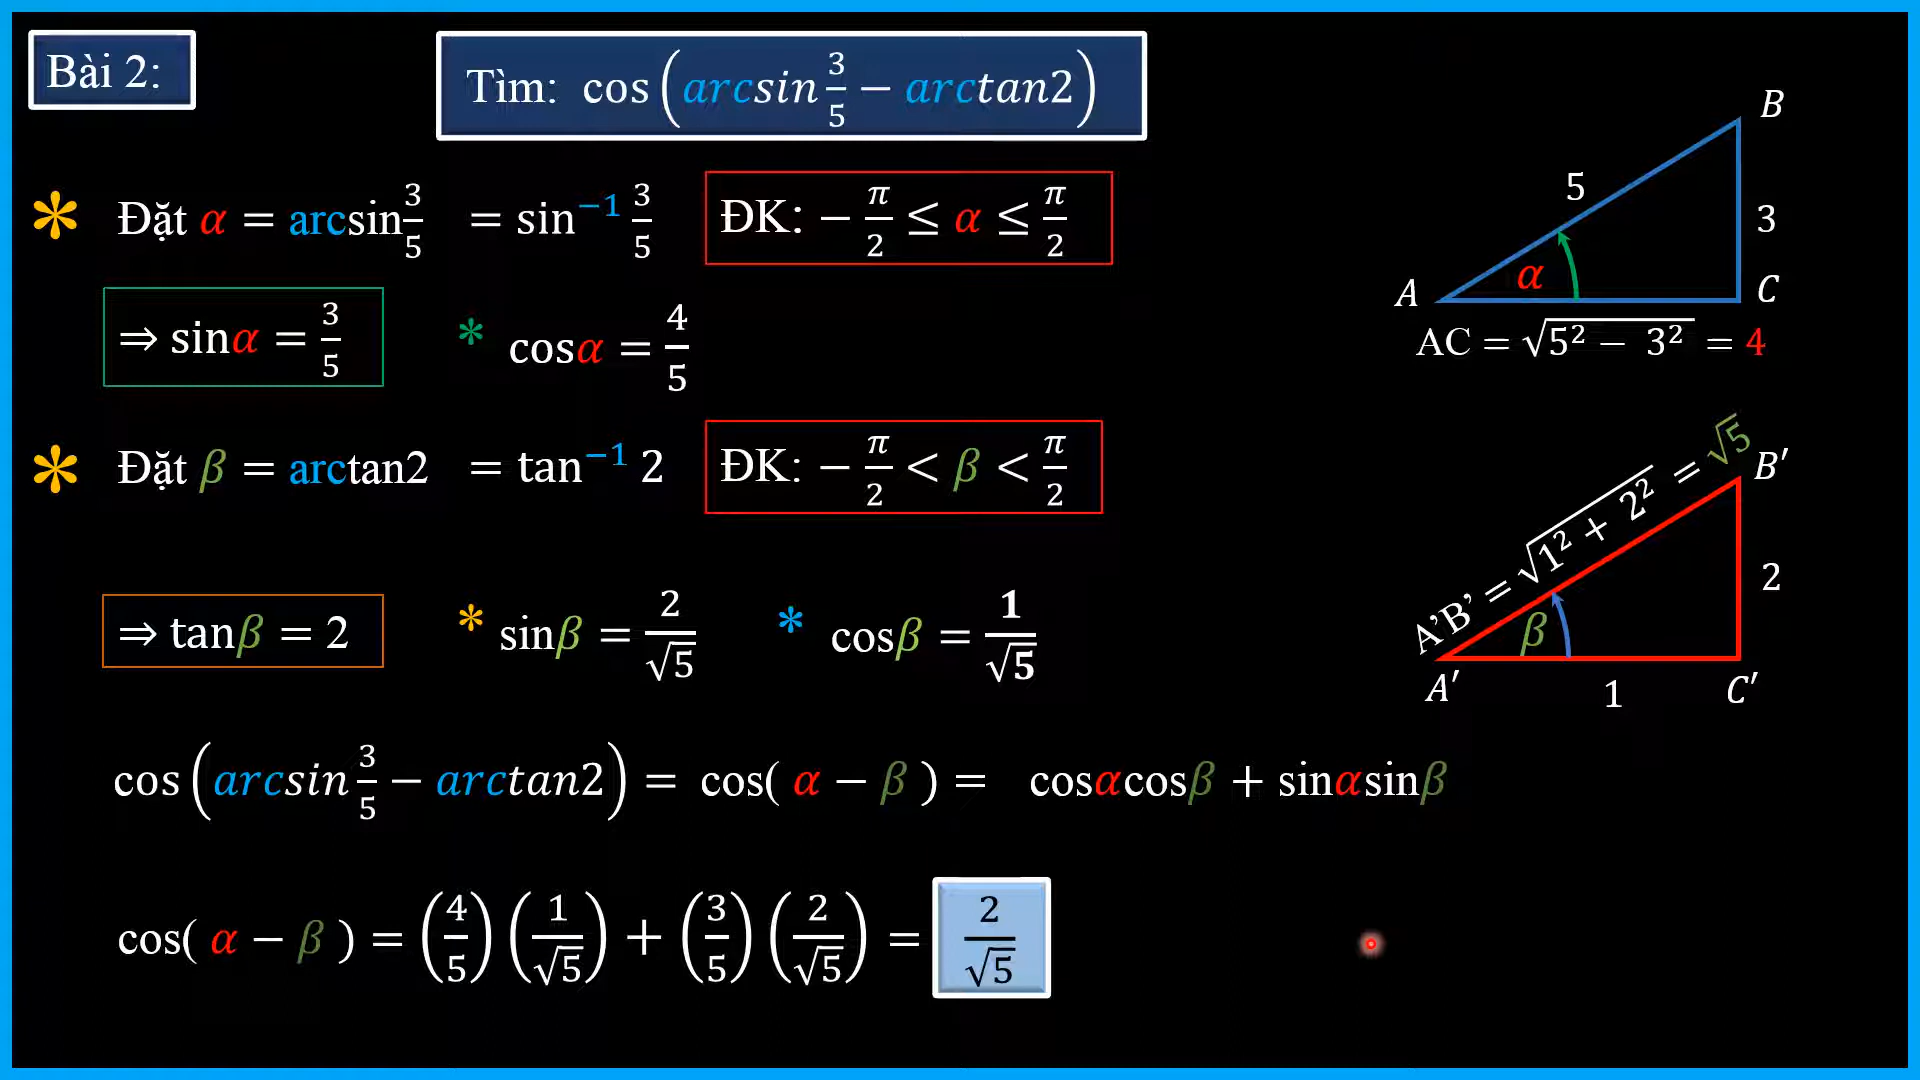 Bài 2:
Tìm: cos(arcsin 3/5 − arctan2)
* Đặt α = arcsin 3/5 = sin⁻¹ 3/5 ĐK: − π/2 ≤ α ≤ π/2
⇒ sinα = 3/5 * cosα = 4/5
B
5
3
A
α
C
AC = √(5² − 3²) = 4
* Đặt β = arctan2 = tan⁻¹ 2 ĐK: − π/2 < β < π/2
⇒ tanβ = 2 * sinβ = 2/√5 * cosβ = 1/√5
A’B’ = √(1² + 2²) = √5
B′
2
β
A′
1
C′
cos(arcsin 3/5 − arctan2) = cos( α − β ) = cosαcosβ + sinαsinβ
cos( α − β ) = (4/5)(1/√5) + (3/5)(2/√5) = 2/√5